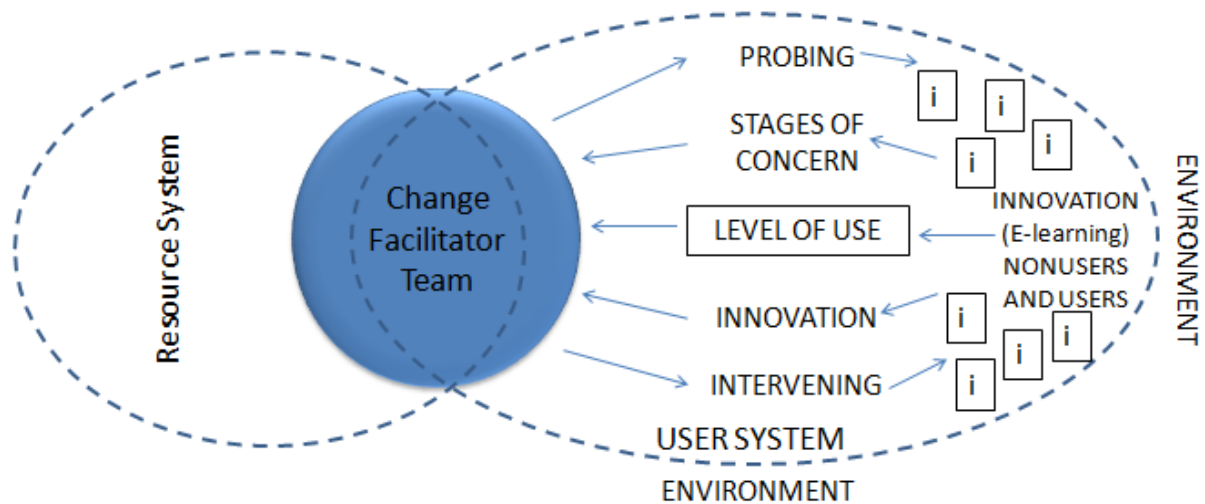 Resource System
Change
Facilitator
Team
PROBING
STAGES OF
CONCERN
LEVEL OF USE
INNOVATION
INTERVENING
USER SYSTEM
i
i
i
i
INNOVATION
(E-learning)
NONUSERS
AND USERS
i
i
i
i
ENVIRONMENT
ENVIRONMENT